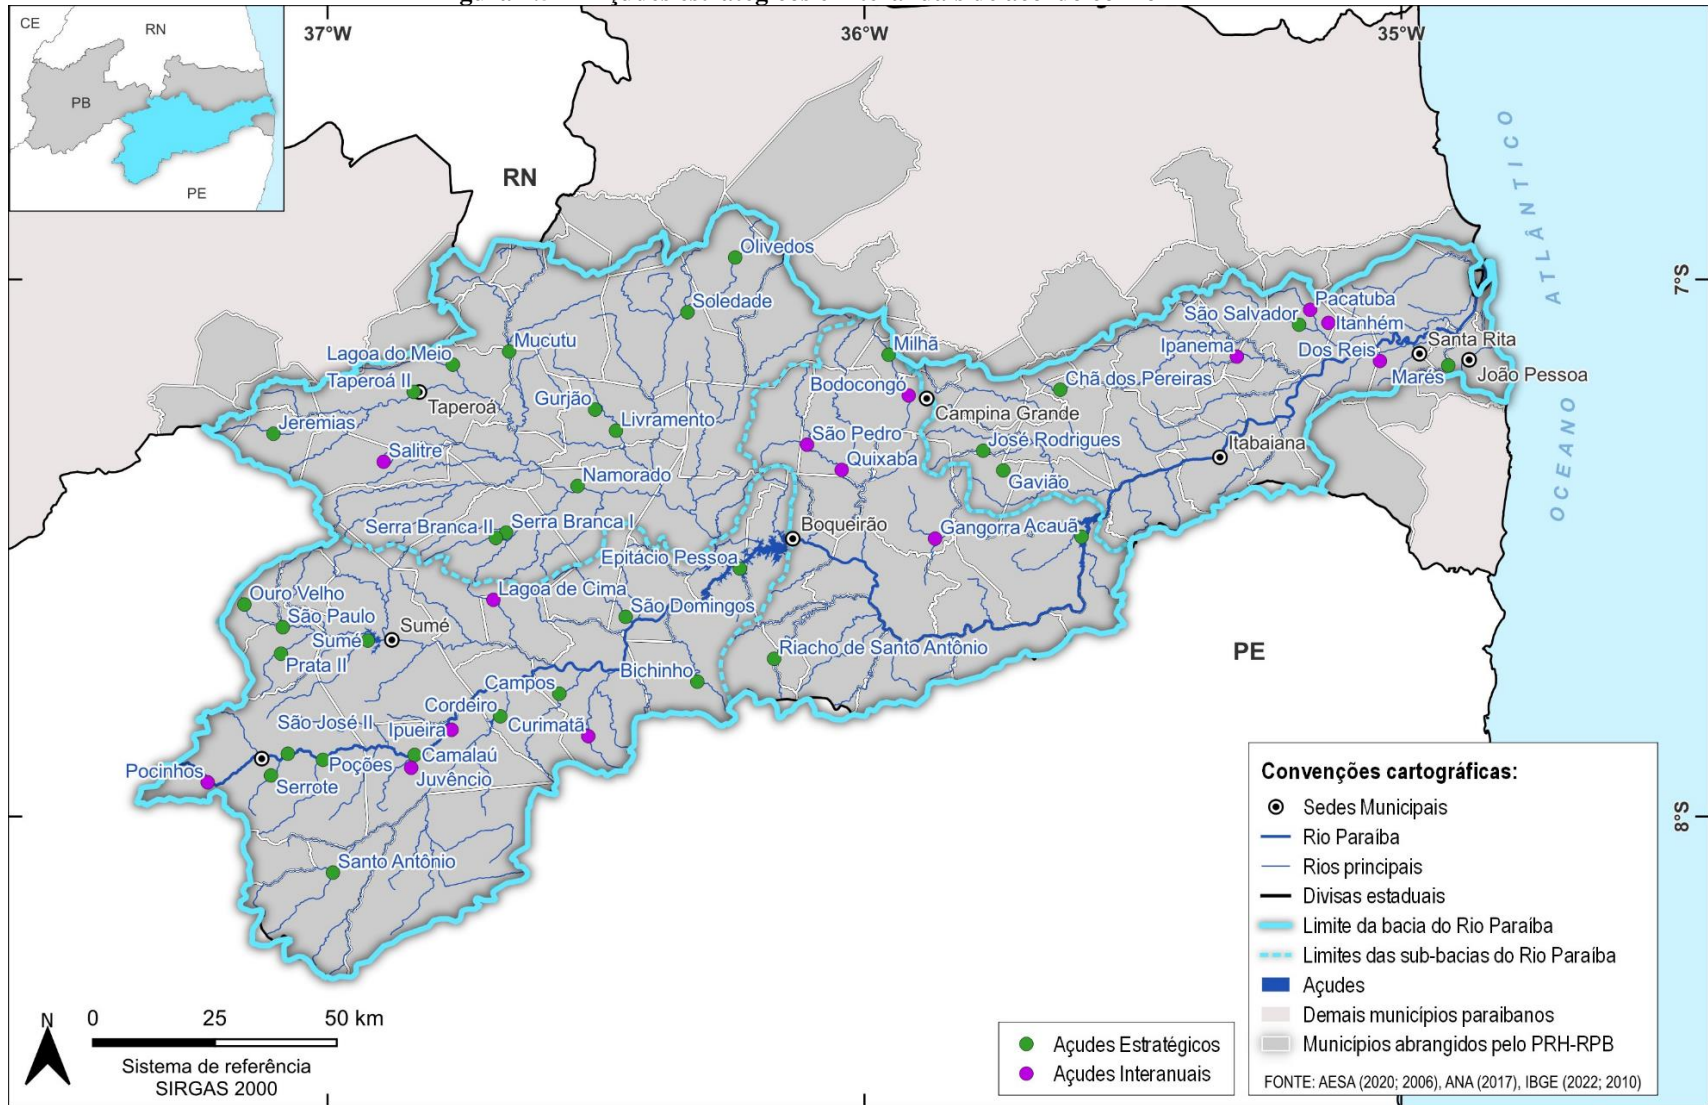 CE
RN
PB
PE
37°W
36°W
35°W
7°S
8°S
RN
PE
OCEANO ATLÂNTICO
Olivedos
Soledade
Mucutu
Lagoa do Meio
Taperoá II
Taperoá
Gurjão
Livramento
Jeremias
Salitre
Namorado
Serra Branca II
Serra Branca I
Milhã
Bodocongó
Campina Grande
São Pedro
Quixaba
Chã dos Pereiras
José Rodrigues
Gavião
Pacatuba
São Salvador
Itanhém
Ipanema
Dos Reis
Santa Rita
Marés
João Pessoa
Itabaiana
Boqueirão
Gangorra
Acauã
Epitácio Pessoa
Ouro Velho
São Paulo
Sumé
Sumé
Prata II
Lagoa de Cima
São Domingos
Riacho de Santo Antônio
Bichinho
Campos
Cordeiro
Curimatã
São José II
Ipueira
Camalaú
Juvêncio
Poções
Pocinhos
Serrote
Santo Antônio
N
0 25 50 km
Sistema de referência
SIRGAS 2000
Açudes Estratégicos
Açudes Interanuais
Convenções cartográficas:
Sedes Municipais
Rio Paraíba
Rios principais
Divisas estaduais
Limite da bacia do Rio Paraíba
Limites das sub-bacias do Rio Paraíba
Açudes
Demais municípios paraibanos
Municípios abrangidos pelo PRH-RPB
FONTE: AESA (2020; 2006), ANA (2017), IBGE (2022; 2010)